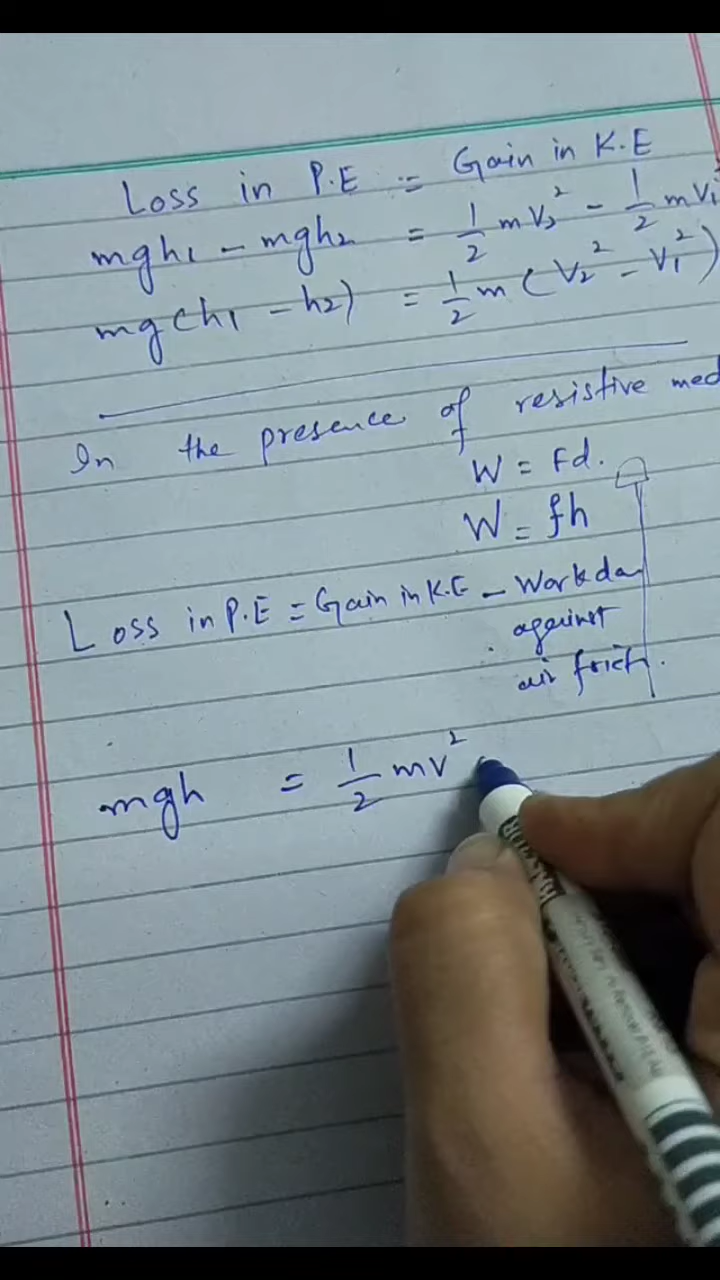 Loss in P.E = Gain in K.E
mgh₁ - mgh₂ = 1/2 mv₂² - 1/2 mv₁²
mg(h₁ - h₂) = 1/2 m (v₂² - v₁²)
In the presence of resistive med
W = Fd.
W = fh
Loss in P.E = Gain in K.E - Work do
against
air frict
mgh = 1/2 mv²